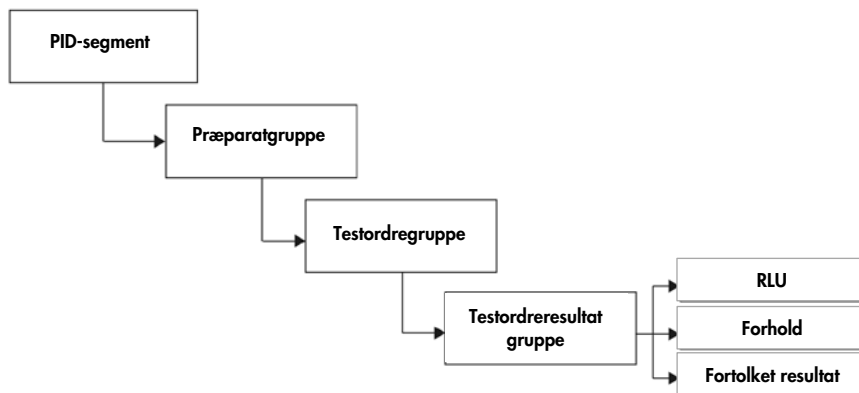 PID-segment
Præparatgruppe
Testordregruppe
Testordreresultat
gruppe
RLU
Forhold
Fortolket resultat